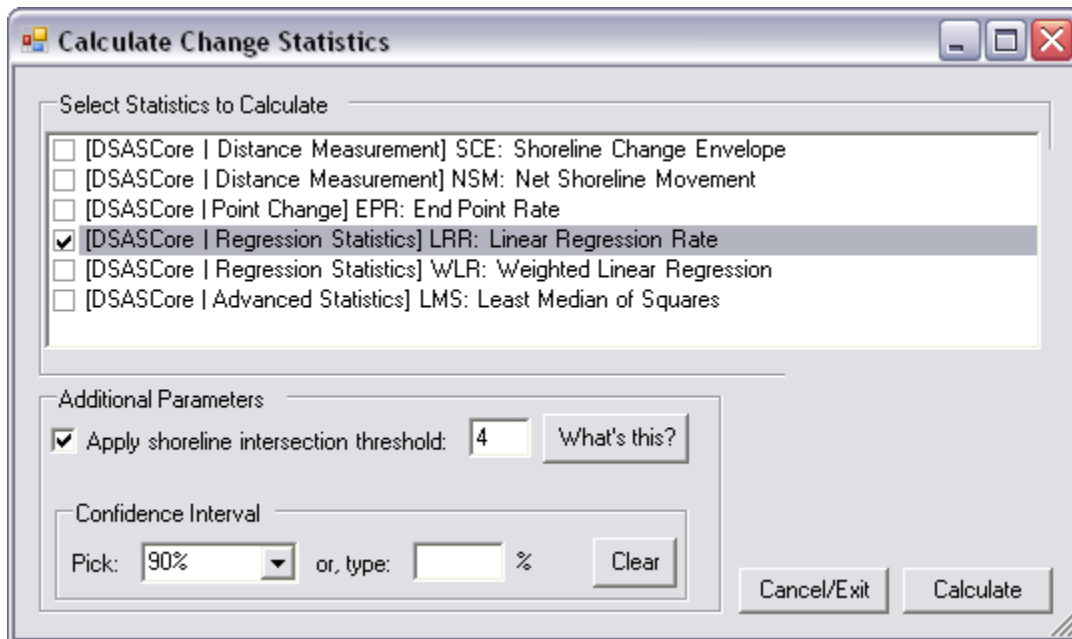 Calculate Change Statistics
Select Statistics to Calculate
[DSASCore | Distance Measurement] SCE: Shoreline Change Envelope
[DSASCore | Distance Measurement] NSM: Net Shoreline Movement
[DSASCore | Point Change] EPR: End Point Rate
[DSASCore | Regression Statistics] LRR: Linear Regression Rate
[DSASCore | Regression Statistics] WLR: Weighted Linear Regression
[DSASCore | Advanced Statistics] LMS: Least Median of Squares
Additional Parameters
Apply shoreline intersection threshold: 4 What's this?
Confidence Interval
Pick: 90% or, type: % Clear
Cancel/Exit Calculate